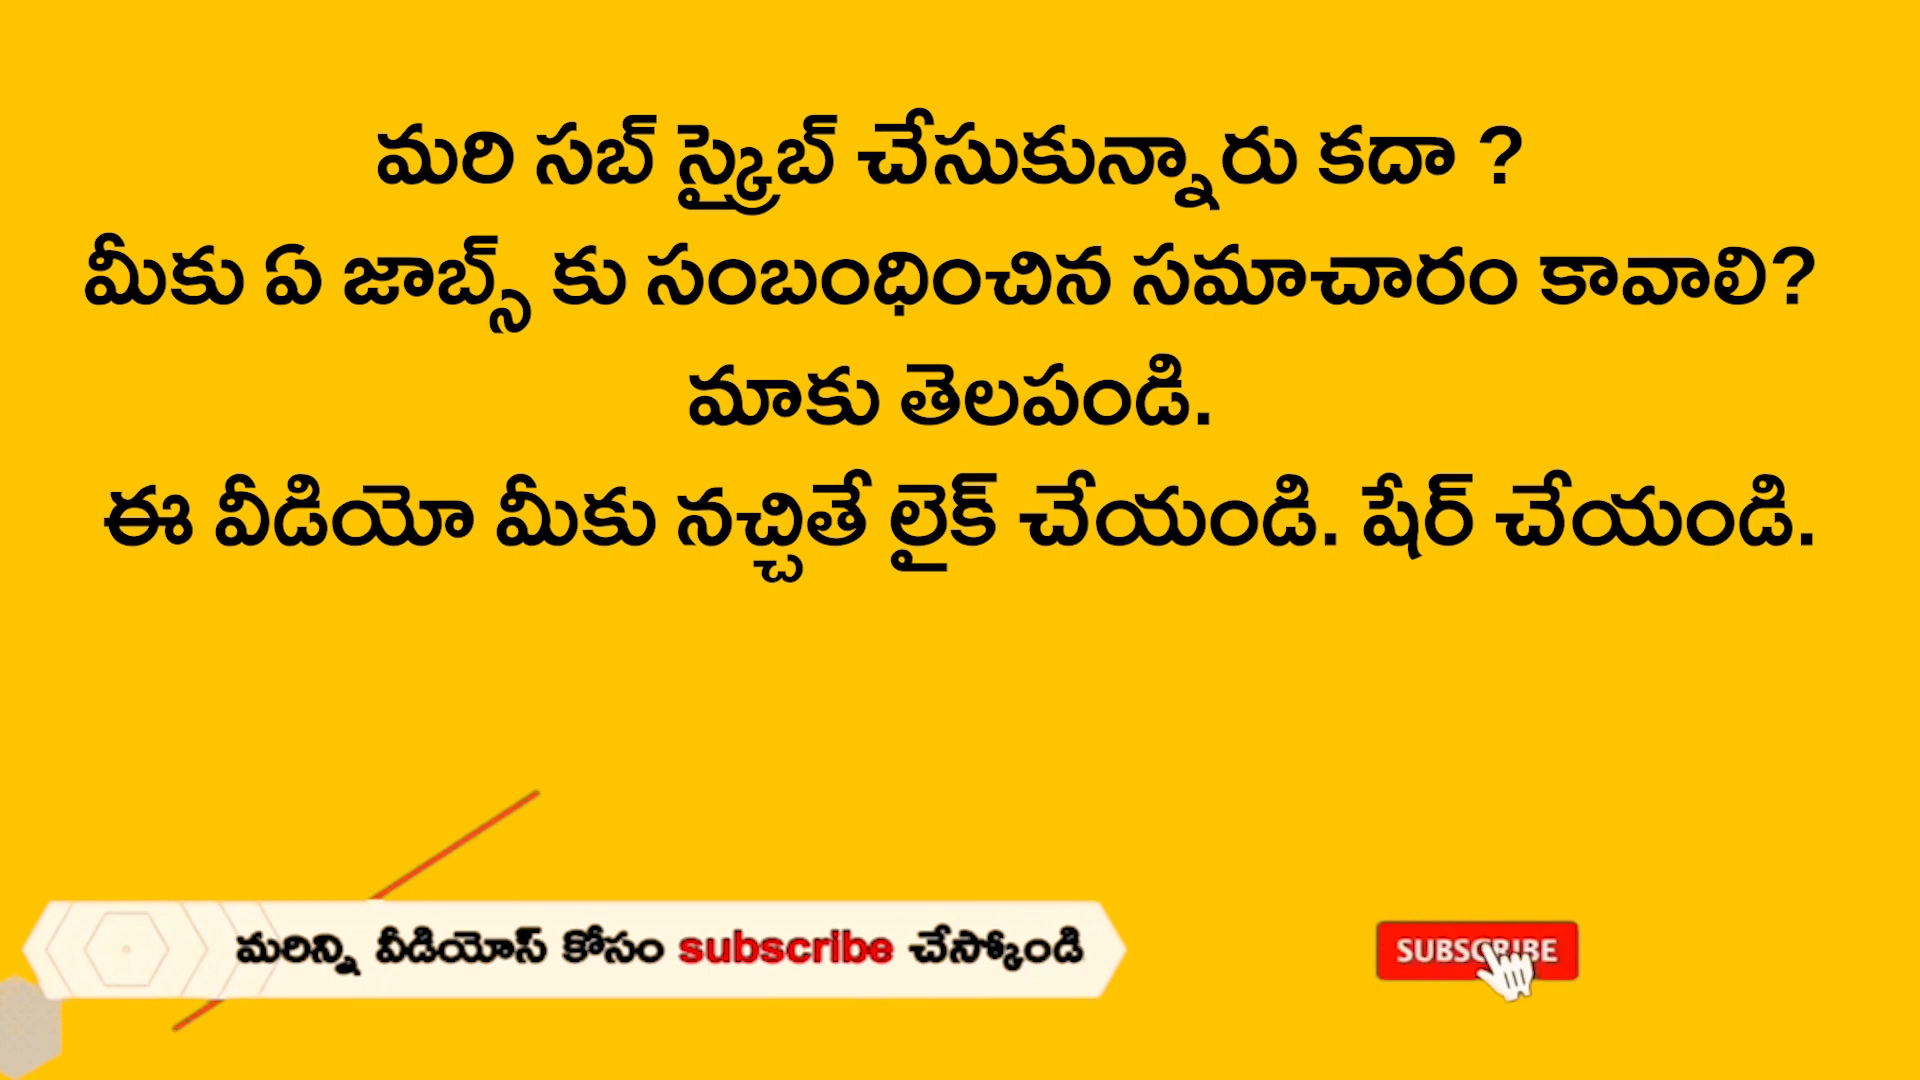 మరి సబ్ స్క్రైబ్ చేసుకున్నారు కదా ?
మీకు ఏ జాబ్స్ కు సంబంధించిన సమాచారం కావాలి?
మాకు తెలపండి.
ఈ వీడియో మీకు నచ్చితే లైక్ చేయండి. షేర్ చేయండి.
మరిన్ని వీడియోస్ కోసం subscribe చేస్కోండి
SUBSCRIBE